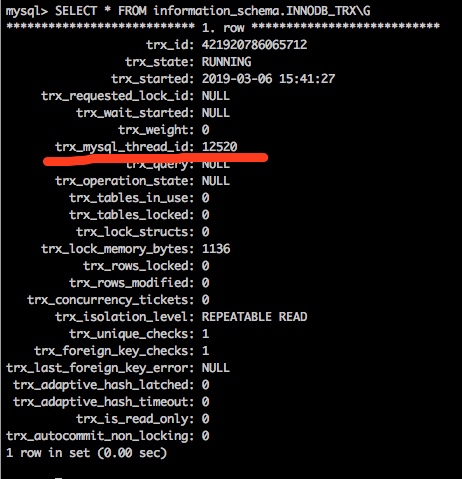 mysql> SELECT * FROM information_schema.INNODB_TRX\G
*************************** 1. row ***************************
trx_id: 421920786065712
trx_state: RUNNING
trx_started: 2019-03-06 15:41:27
trx_requested_lock_id: NULL
trx_wait_started: NULL
trx_weight: 0
trx_mysql_thread_id: 12520
trx_query: NULL
trx_operation_state: NULL
trx_tables_in_use: 0
trx_tables_locked: 0
trx_lock_structs: 0
trx_lock_memory_bytes: 1136
trx_rows_locked: 0
trx_rows_modified: 0
trx_concurrency_tickets: 0
trx_isolation_level: REPEATABLE READ
trx_unique_checks: 1
trx_foreign_key_checks: 1
trx_last_foreign_key_error: NULL
trx_adaptive_hash_latched: 0
trx_adaptive_hash_timeout: 0
trx_is_read_only: 0
trx_autocommit_non_locking: 0
1 row in set (0.00 sec)